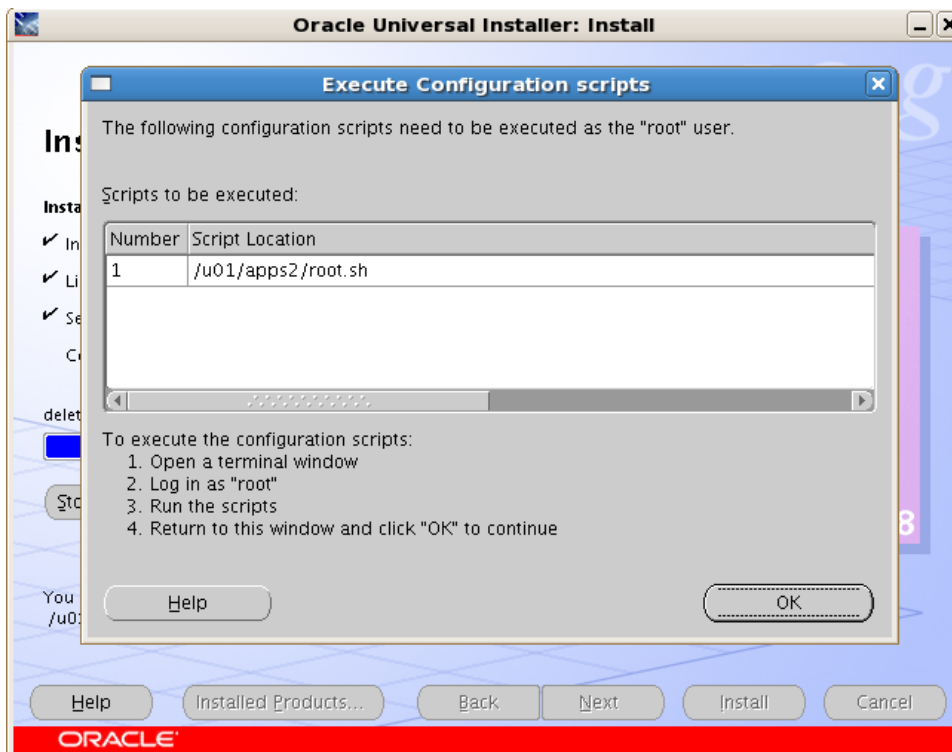 Oracle Universal Installer: Install
Execute Configuration scripts
The following configuration scripts need to be executed as the "root" user.
Scripts to be executed:
Number Script Location
1 /u01/apps2/root.sh
To execute the configuration scripts:
1. Open a terminal window
2. Log in as "root"
3. Run the scripts
4. Return to this window and click "OK" to continue
Help OK
You
Help Installed Products... Back Next Install Cancel
ORACLE